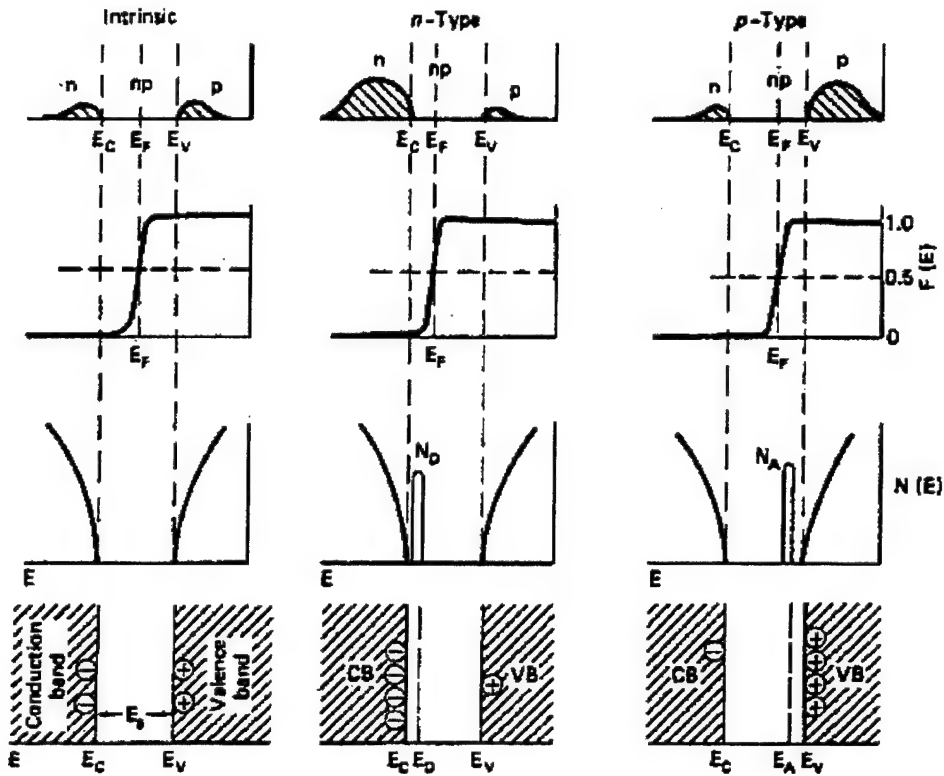 Intrinsic n-Type p-Type
n np p n np p n np p
E_C E_F E_V E_C E_F E_V E_C E_F E_V
1.0
0.5
0
F (E)
E_F E_F E_F
N_D N_A N (E)
E E E
Conduction band
Valence band
CB VB CB VB
E_g
E E_C E_V E_C E_D E_V E_C E_A E_V